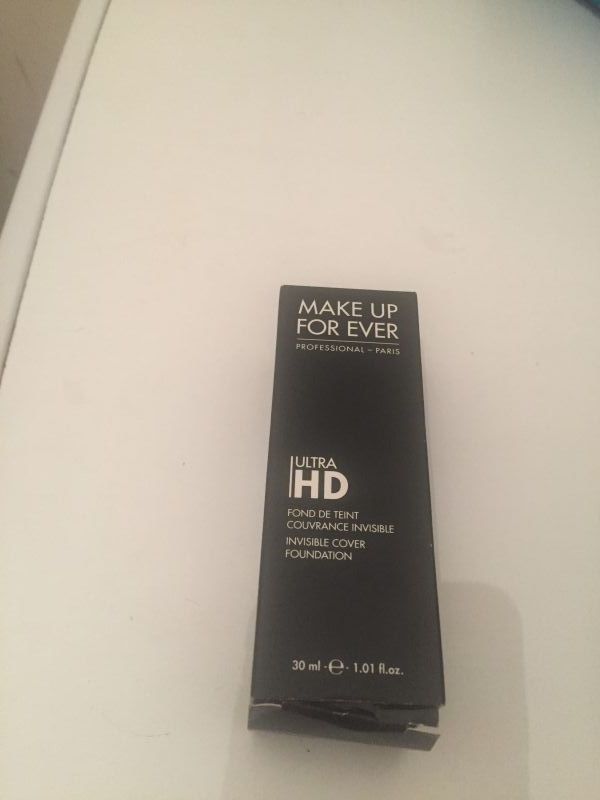 MAKE UP
FOR EVER
PROFESSIONAL – PARIS
ULTRA
HD
FOND DE TEINT
COUVRANCE INVISIBLE
INVISIBLE COVER
FOUNDATION
30 ml - ℮ - 1.01 fl.oz.